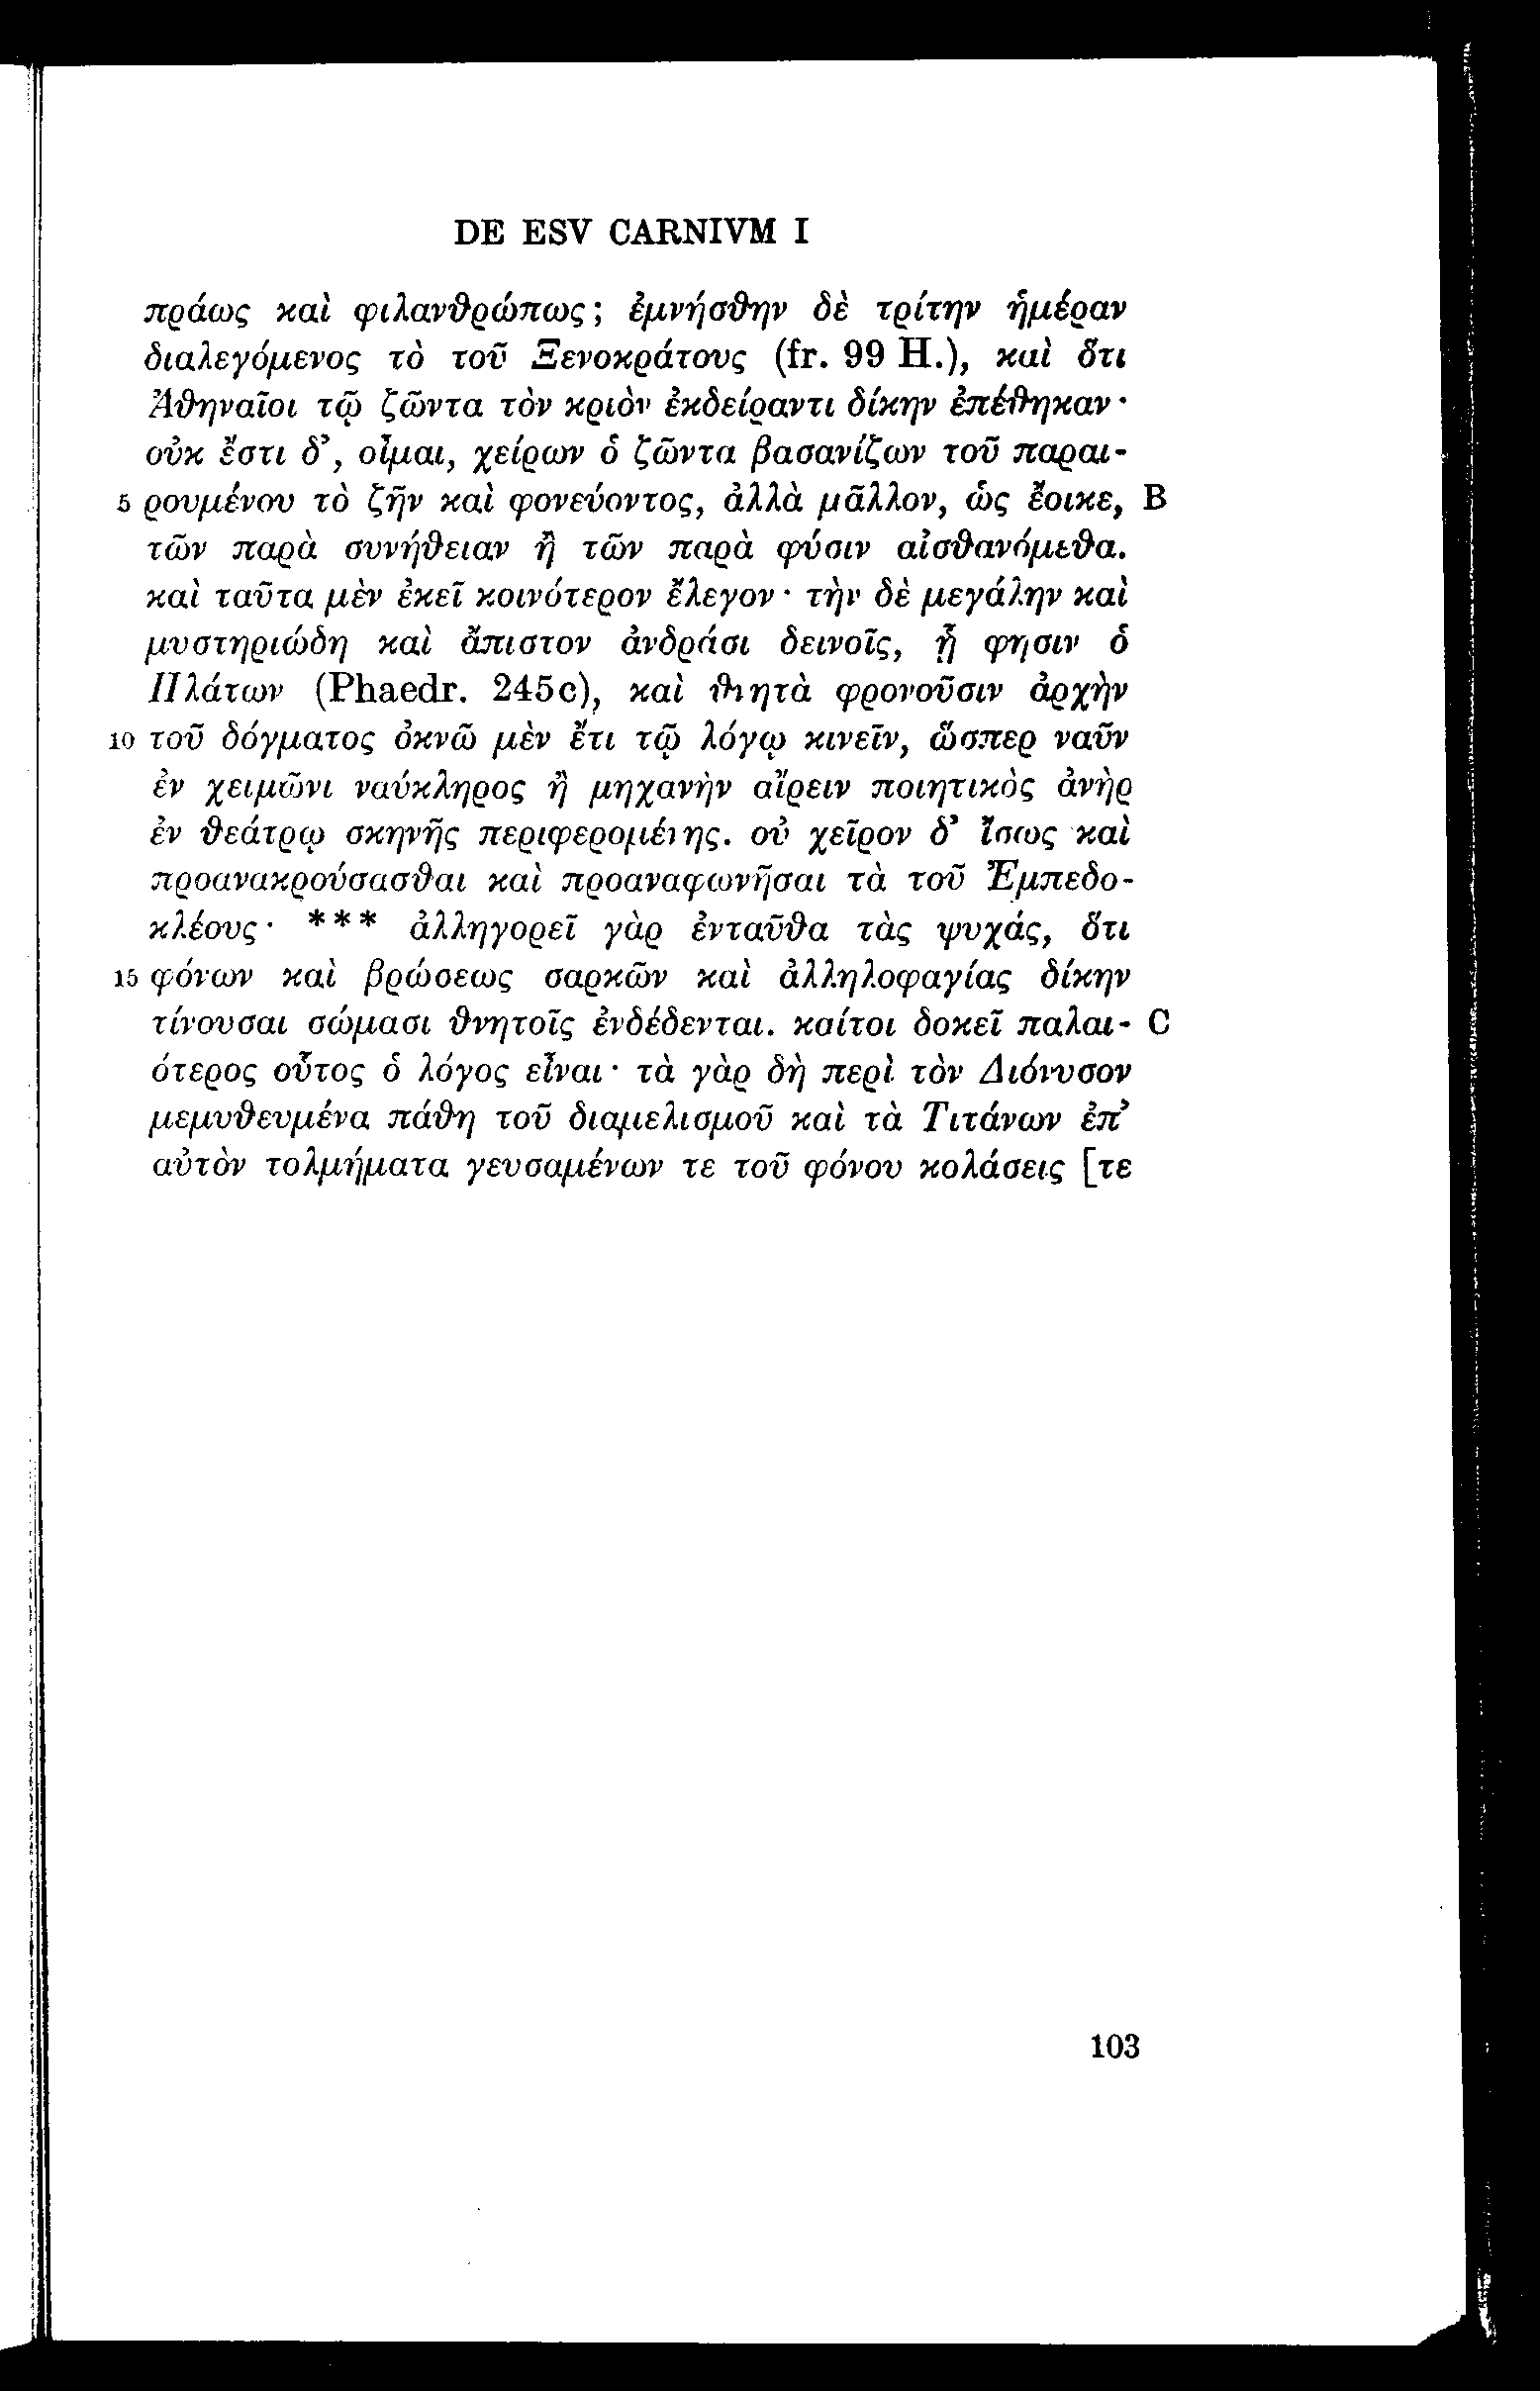 DE ESV CARNIVM I
πράως καὶ φιλανθρώπως; ἐμνήσθην δὲ τρίτην ἡμέραν
διαλεγόμενος τὸ τοῦ Ξενοκράτους (fr. 99 H.), καὶ ὅτι
Ἀθηναῖοι τῷ ζῶντα τὸν κριὸν ἐκδείραντι δίκην ἐπέθηκαν·
οὐκ ἔστι δ’, οἶμαι, χείρων ὁ ζῶντα βασανίζων τοῦ παραι-
5 ρουμένου τὸ ζῆν καὶ φονεύοντος, ἀλλὰ μᾶλλον, ὡς ἔοικε, B
τῶν παρὰ συνήθειαν ἢ τῶν παρὰ φύσιν αἰσθανόμεθα.
καὶ ταῦτα μὲν ἐκεῖ κοινότερον ἔλεγον· τὴν δὲ μεγάλην καὶ
μυστηριώδη καὶ ἄπιστον ἀνδράσι δεινοῖς, ᾗ φησιν ὁ
Πλάτων (Phaedr. 245c), καὶ θνητὰ φρονοῦσιν ἀρχὴν
10 τοῦ δόγματος ὀκνῶ μὲν ἔτι τῷ λόγῳ κινεῖν, ὥσπερ ναῦν
ἐν χειμῶνι ναύκληρος ἢ μηχανὴν αἴρειν ποιητικὸς ἀνὴρ
ἐν θεάτρῳ σκηνῆς περιφερομένης. οὐ χεῖρον δ’ ἴσως καὶ
προανακρούσασθαι καὶ προαναφωνῆσαι τὰ τοῦ Ἐμπεδο-
κλέους· *** ἀλληγορεῖ γὰρ ἐνταῦθα τὰς ψυχάς, ὅτι
15 φόνων καὶ βρώσεως σαρκῶν καὶ ἀλληλοφαγίας δίκην
τίνουσαι σώμασι θνητοῖς ἐνδέδενται. καίτοι δοκεῖ παλαι- C
ότερος οὗτος ὁ λόγος εἶναι· τὰ γὰρ δὴ περὶ τὸν Διόνυσον
μεμυθευμένα πάθη τοῦ διαμελισμοῦ καὶ τὰ Τιτάνων ἐπ’
αὐτὸν τολμήματα γευσαμένων τε τοῦ φόνου κολάσεις [τε
103